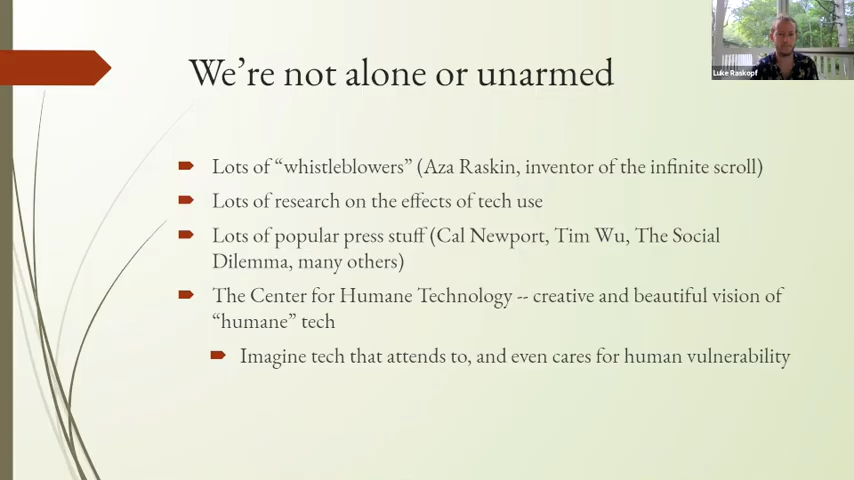 Luke Raskopf
We're not alone or unarmed
Lots of “whistleblowers” (Aza Raskin, inventor of the infinite scroll)
Lots of research on the effects of tech use
Lots of popular press stuff (Cal Newport, Tim Wu, The Social
Dilemma, many others)
The Center for Humane Technology -- creative and beautiful vision of
“humane” tech
Imagine tech that attends to, and even cares for human vulnerability